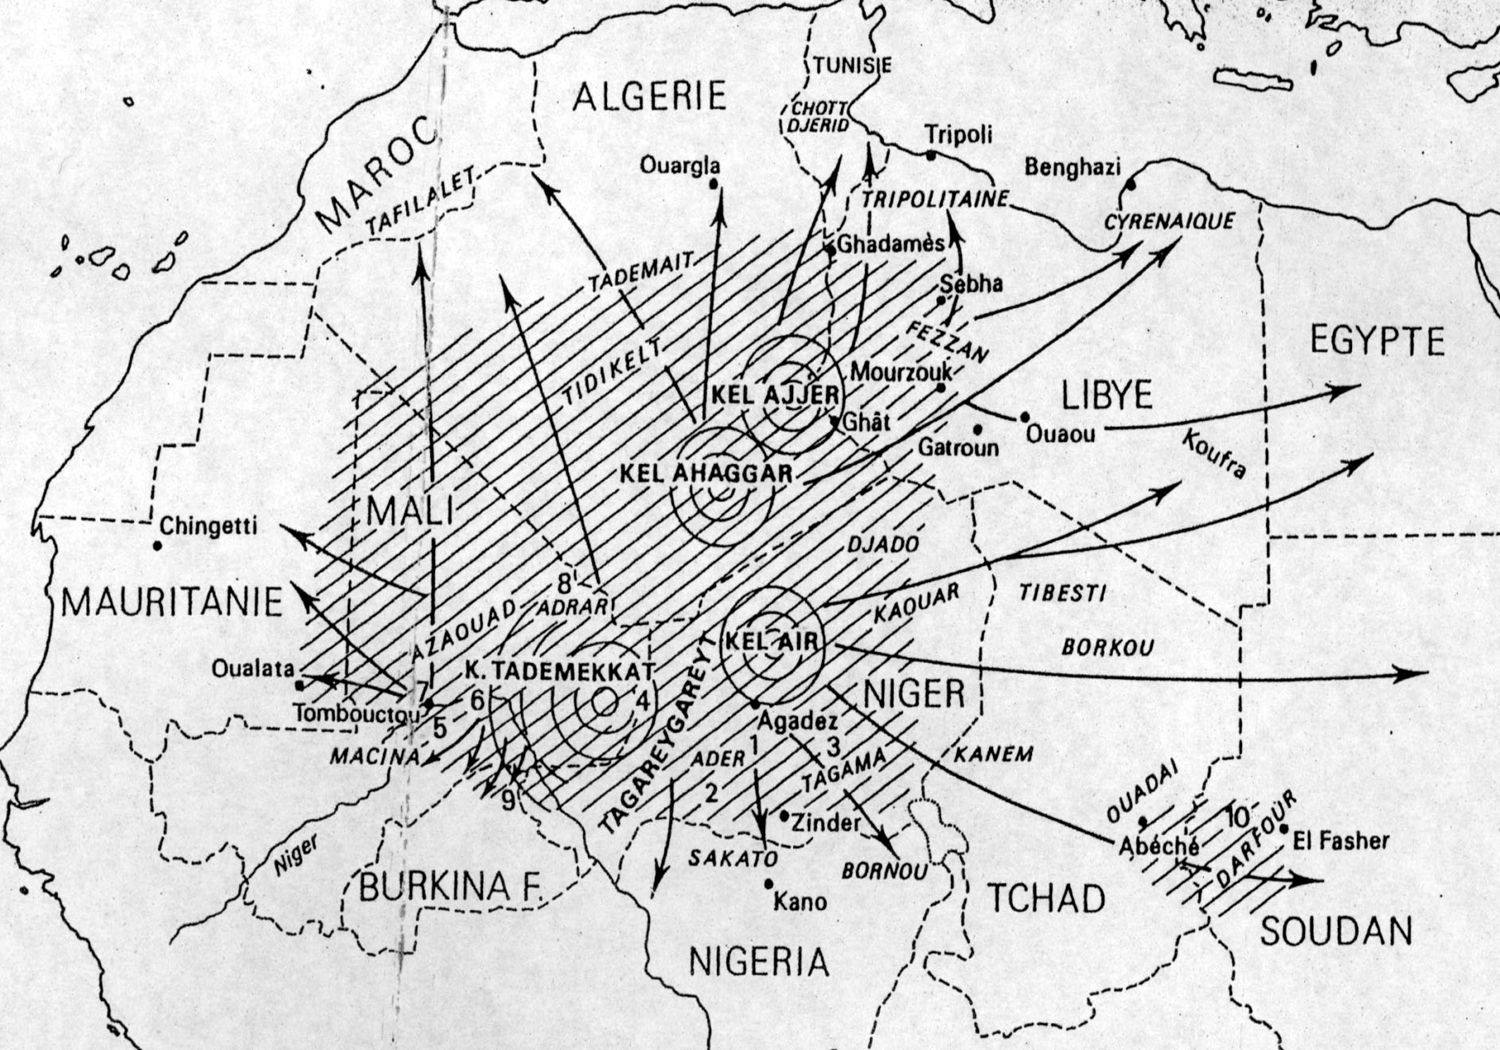 TUNISIE
ALGERIE
CHOTT
DJERID
Tripoli
MAROC
Ouargla
Benghazi
TAFILALET
TRIPOLITAINE
CYRENAIQUE
Ghadamès
TADEMAIT
Sebha
FEZZAN
EGYPTE
TIDIKELT
Mourzouk
KEL AJJER
LIBYE
Ghât
Ouaou
Gatroun
Koufra
KEL AHAGGAR
MALI
Chingetti
DJADO
8
ADRAR
MAURITANIE
KAOUAR
TIBESTI
AZAOUAD
KEL AIR
BORKOU
Oualata
K. TADEMEKKAT
7
6
4
NIGER
Tombouctou
5
Agadez
TAGAREYGAREYT
MACINA
ADER
1
3
KANEM
TAGAMA
OUADAI
9
2
10
Zinder
DARFOUR
El Fasher
Abéché
Niger
SAKATO
BORNOU
BURKINA F.
Kano
TCHAD
SOUDAN
NIGERIA